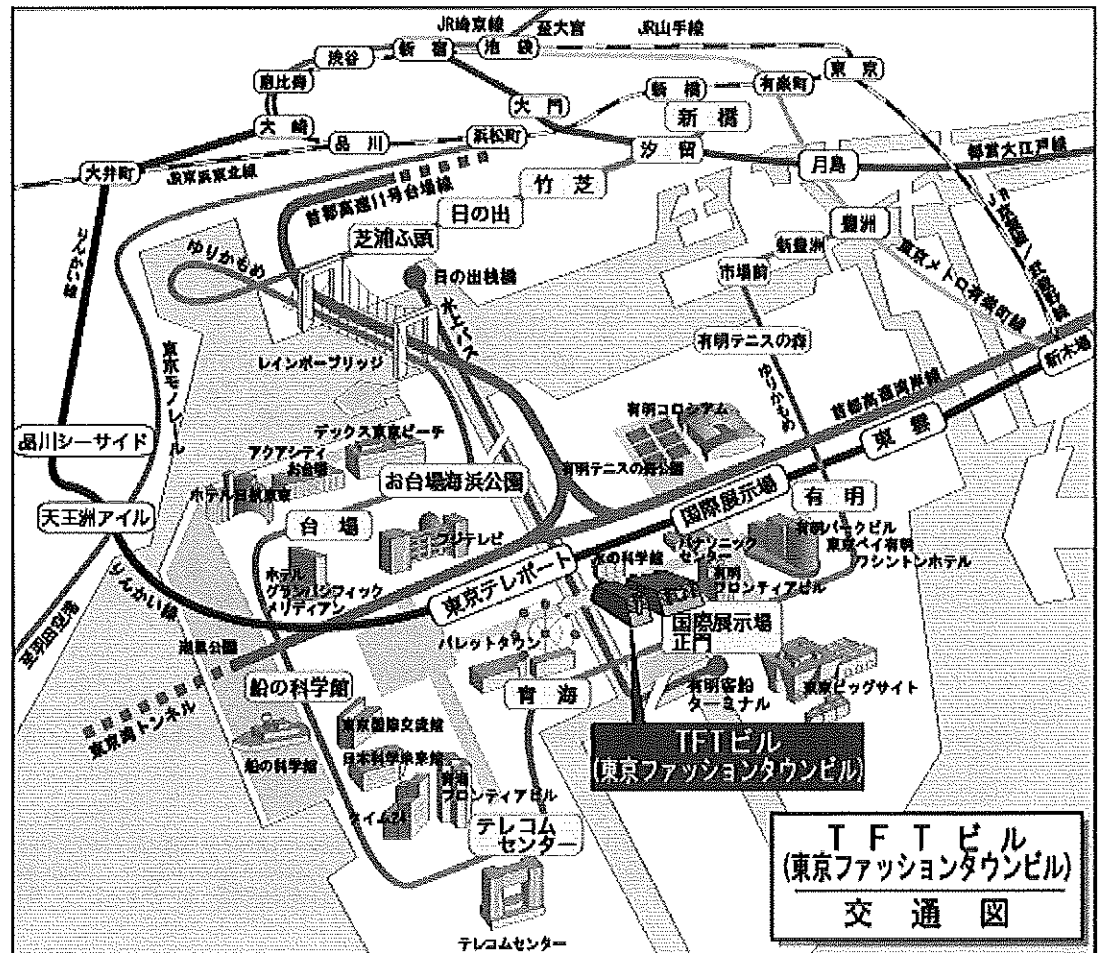 JR埼京線
至大宮
JR山手線
渋谷
新宿
池袋
恵比寿
東京
有楽町
新橋
大門
新橋
大崎
品川
浜松町
汐留
大井町
JR京浜東北線
月島
都営大江戸線
竹芝
首都高速11号台場線
日の出
りんかい線
芝浦ふ頭
豊洲
新豊洲
ゆりかもめ
日の出桟橋
市場前
東京メトロ有楽町線
水上バス
有明テニスの森
レインボーブリッジ
新木場
東京モノレール
ゆりかもめ
首都高速湾岸線
有明コロシアム
東雲
品川シーサイド
デックス東京ビーチ
アクアシティ
お台場
有明テニスの森公園
お台場海浜公園
ホテル日航東京
国際展示場
有明
天王洲アイル
台場
フジテレビ
有明パークビル
パナソニック
センター
東京ベイ有明
ワシントンホテル
水の科学館
ホテル
グランパシフィック
メリディアン
りんかい線
東京テレポート
有明
フロンティアビル
国際展示場
正門
至羽田空港
潮風公園
パレットタウン
船の科学館
青海
有明客船
ターミナル
東京ビッグサイト
東京湾トンネル
東京国際交流館
TFTビル
(東京ファッションタウンビル)
船の科学館
日本科学未来館
青海
フロンティアビル
タイム24
テレコム
センター
TFTビル
(東京ファッションタウンビル)
交通図
テレコムセンター